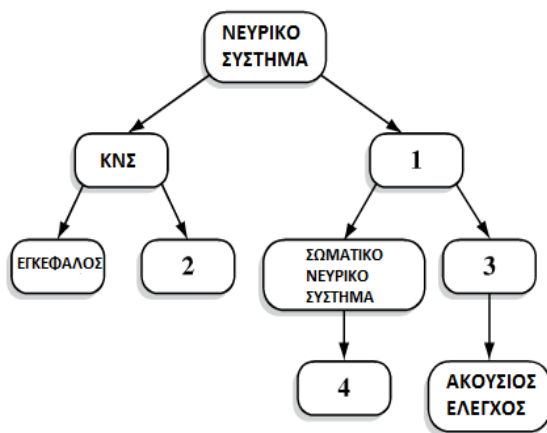 ΝΕΥΡΙΚΟ
ΣΥΣΤΗΜΑ
ΚΝΣ
1
ΕΓΚΕΦΑΛΟΣ
2
ΣΩΜΑΤΙΚΟ
ΝΕΥΡΙΚΟ
ΣΥΣΤΗΜΑ
3
4
ΑΚΟΥΣΙΟΣ
ΕΛΕΓΧΟΣ